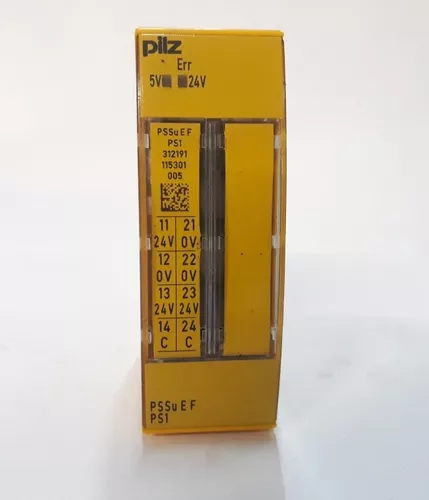 pilz
Err
5V 24V
PSSu E F
PS1
312191
115301
005
11 21
24V 0V
12 22
0V 0V
13 23
24V 24V
14 24
C C
PSSu E F
PS1